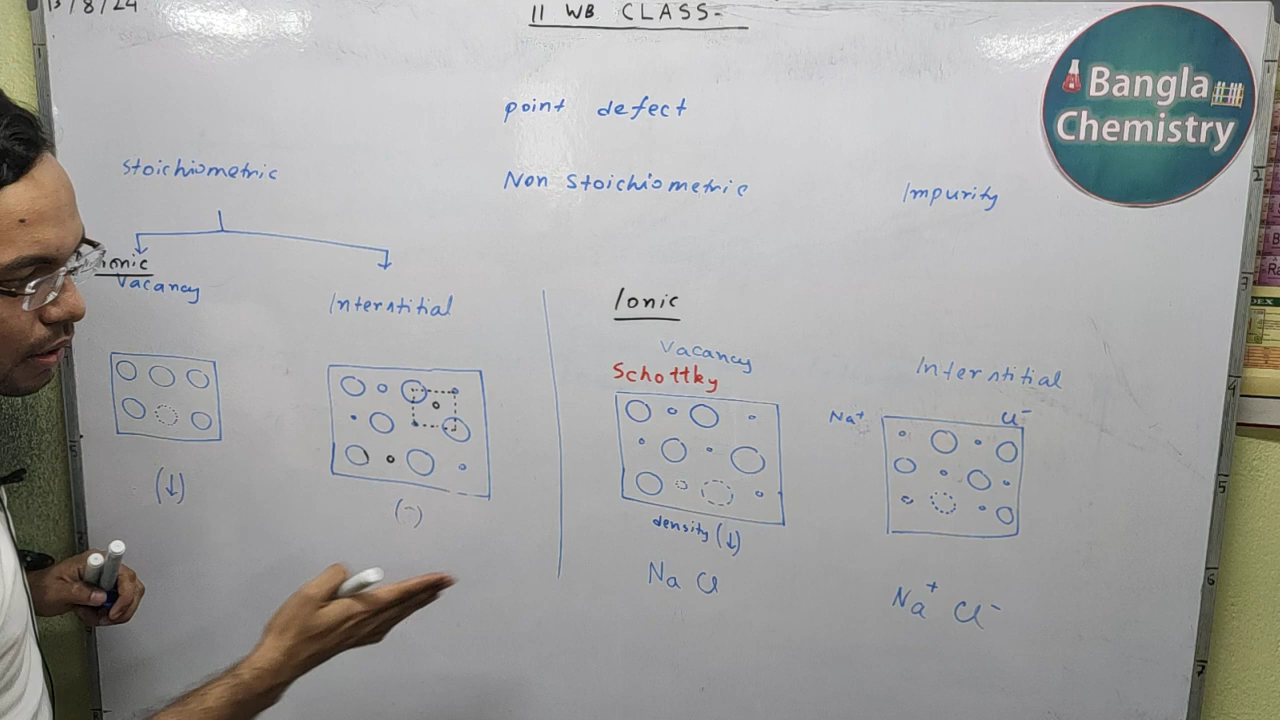 13/8/24
11 WB CLASS-
Bangla
Chemistry
point defect
Stoichiometric
Non Stoichiometric
Impurity
ionic
Vacancy
Interstitial
Ionic
Vacancy
Schottky
Interstitial
Na⁺
Cl⁻
(↓)
(-)
density (↓)
Na Cl
Na⁺ Cl⁻